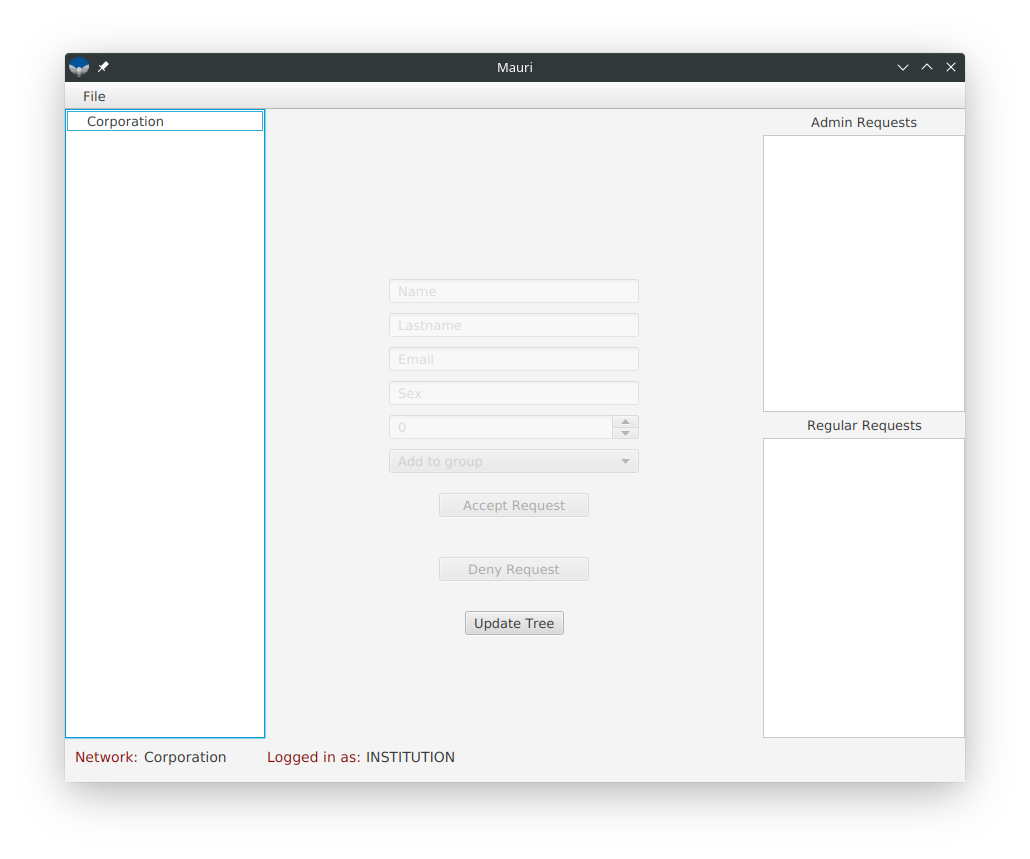 Mauri
File
Corporation
Name
Lastname
Email
Sex
0
Add to group
Accept Request
Deny Request
Update Tree
Admin Requests
Regular Requests
Network: Corporation
Logged in as: INSTITUTION